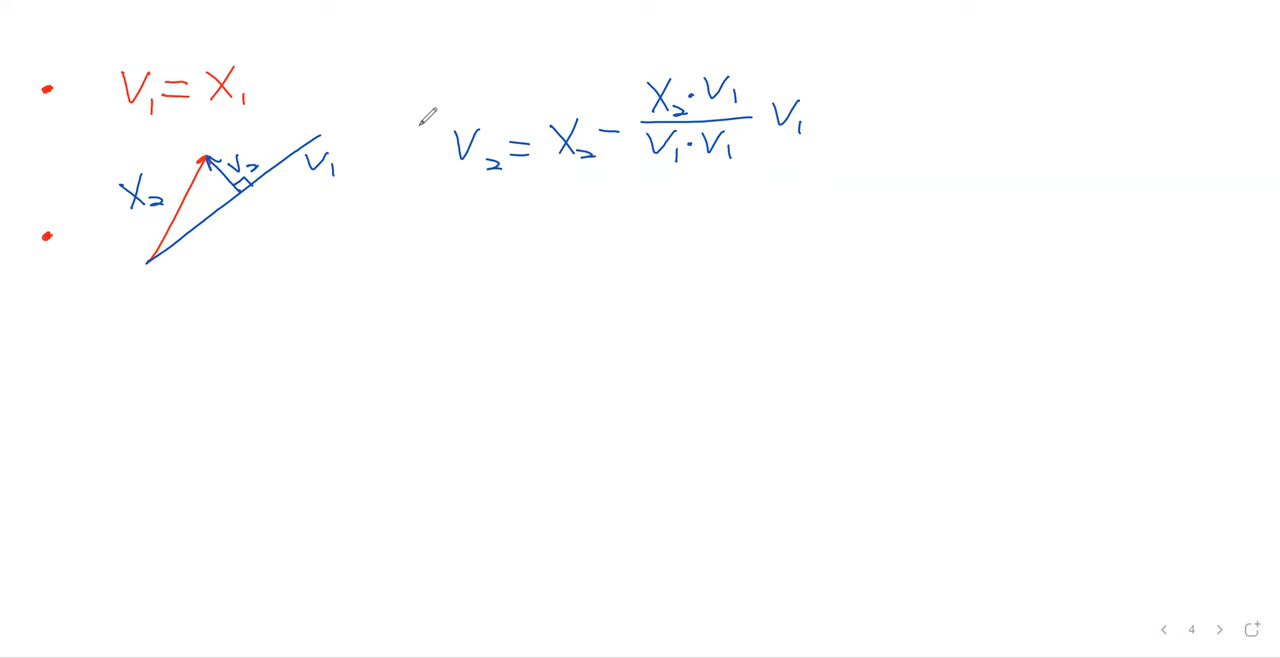 V₁ = X₁
V₂ = X₂ − (X₂·V₁)/(V₁·V₁) V₁
V₂
V₁
X₂
4